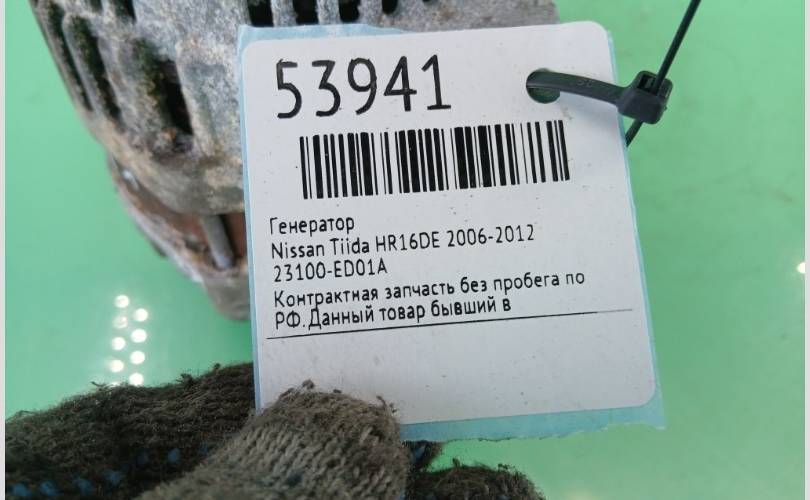 53941
Генератор
Nissan Tiida HR16DE 2006-2012
23100-ED01A
Контрактная запчасть без пробега по
РФ. Данный товар бывший в